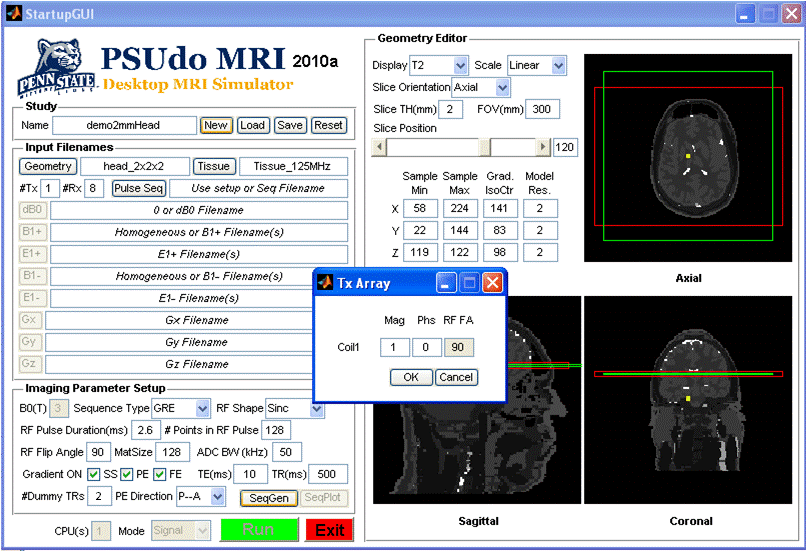 StartupGUI
PENN STATE
PSUdo MRI 2010a
Desktop MRI Simulator
Study
Name demo2mmHead New Load Save Reset
Input Filenames
Geometry head_2x2x2 Tissue Tissue_125MHz
#Tx 1 #Rx 8 Pulse Seq Use setup or Seq Filename
dB0 0 or dB0 Filename
B1+ Homogeneous or B1+ Filename(s)
E1+ E1+ Filename(s)
B1- Homogeneous or B1- Filename(s)
E1- E1- Filename(s)
Gx Gx Filename
Gy Gy Filename
Gz Gz Filename
Imaging Parameter Setup
B0(T) 3 Sequence Type GRE RF Shape Sinc
RF Pulse Duration(ms) 2.6 # Points in RF Pulse 128
RF Flip Angle 90 MatSize 128 ADC BW (kHz) 50
Gradient ON SS PE FE TE(ms) 10 TR(ms) 500
#Dummy TRs 2 PE Direction P--A SeqGen SeqPlot
CPU(s) 1 Mode Signal Run Exit
Geometry Editor
Display T2 Scale Linear
Slice Orientation Axial
Slice TH(mm) 2 FOV(mm) 300
Slice Position
120
Sample Sample Grad. Model
Min Max IsoCtr Res.
X 58 224 141 2
Y 22 144 83 2
Z 119 122 98 2
Axial
Tx Array
Mag Phs RF FA
Coil1 1 0 90
OK Cancel
Sagittal
Coronal